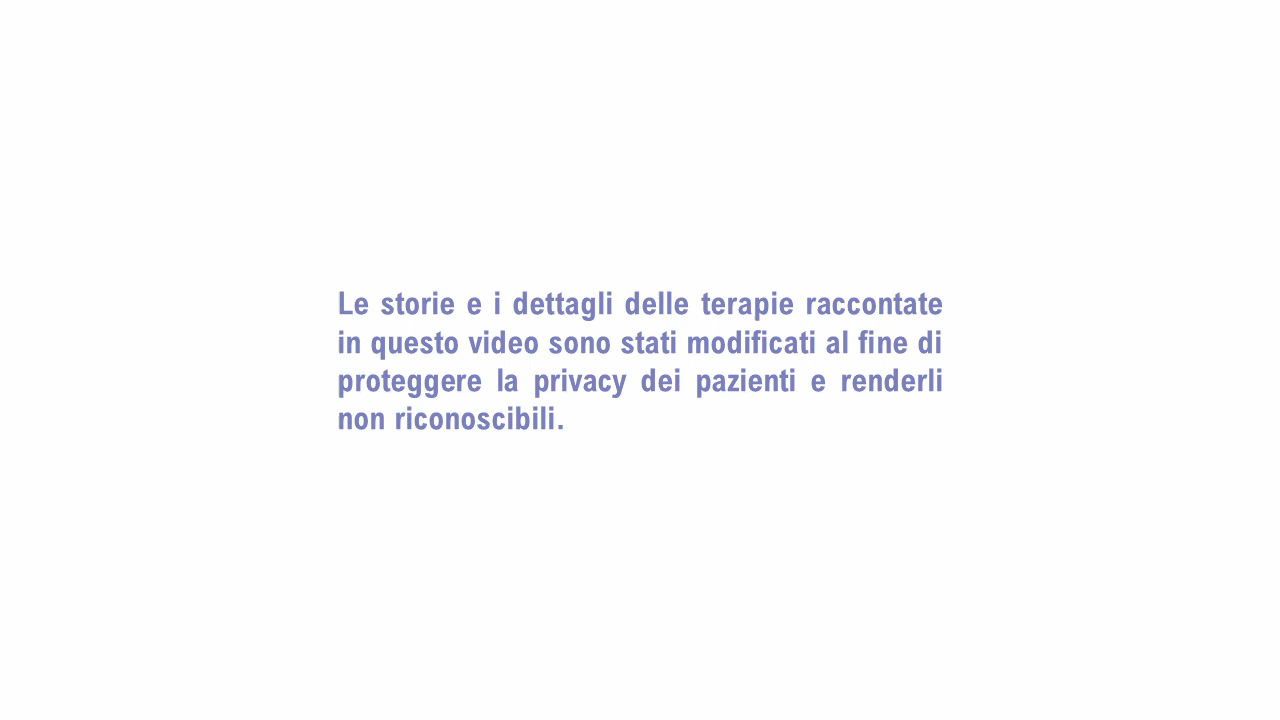 Le storie e i dettagli delle terapie raccontate
in questo video sono stati modificati al fine di
proteggere la privacy dei pazienti e renderli
non riconoscibili.